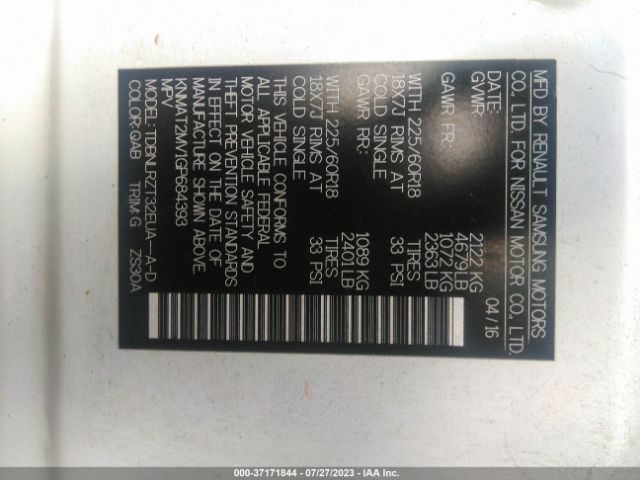 MFD BY RENAULT SAMSUNG MOTORS
CO., LTD. FOR NISSAN MOTOR CO., LTD.
DATE: 04/16
GVWR: 2122 KG
4679LB
GAWR FR: 1072 KG
2363 LB
WITH 225/60R18 TIRES
18X7J RIMS AT 33 PSI
COLD SINGLE
GAWR RR: 1089 KG
2401 LB
WITH 225/60R18 TIRES
18X7J RIMS AT 33 PSI
COLD SINGLE
THIS VEHICLE CONFORMS TO
ALL APPLICABLE FEDERAL
MOTOR VEHICLE SAFETY AND
THEFT PREVENTION STANDARDS
IN EFFECT ON THE DATE OF
MANUFACTURE SHOWN ABOVE.
KNMAT2MV1GP684393
MPV
MODEL:TDBNLRZT32EUA--A-D
COLOR:QAB TRIM:G ZS30A
000-37171844 / 07/27/2023 / IAA Inc.